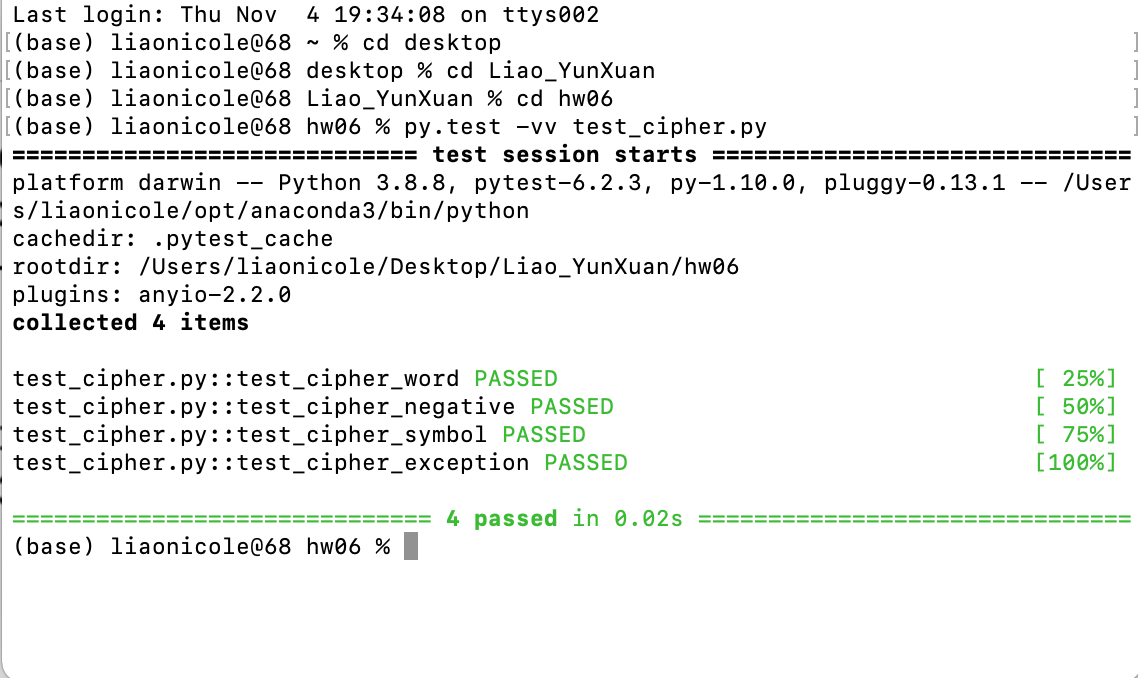 Last login: Thu Nov  4 19:34:08 on ttys002
[(base) liaonicole@68 ~ % cd desktop ]
[(base) liaonicole@68 desktop % cd Liao_YunXuan ]
[(base) liaonicole@68 Liao_YunXuan % cd hw06 ]
[(base) liaonicole@68 hw06 % py.test -vv test_cipher.py ]
============================= test session starts ==============================
platform darwin -- Python 3.8.8, pytest-6.2.3, py-1.10.0, pluggy-0.13.1 -- /User
s/liaonicole/opt/anaconda3/bin/python
cachedir: .pytest_cache
rootdir: /Users/liaonicole/Desktop/Liao_YunXuan/hw06
plugins: anyio-2.2.0
collected 4 items
test_cipher.py::test_cipher_word PASSED [ 25%]
test_cipher.py::test_cipher_negative PASSED [ 50%]
test_cipher.py::test_cipher_symbol PASSED [ 75%]
test_cipher.py::test_cipher_exception PASSED [100%]
============================== 4 passed in 0.02s ===============================
(base) liaonicole@68 hw06 %